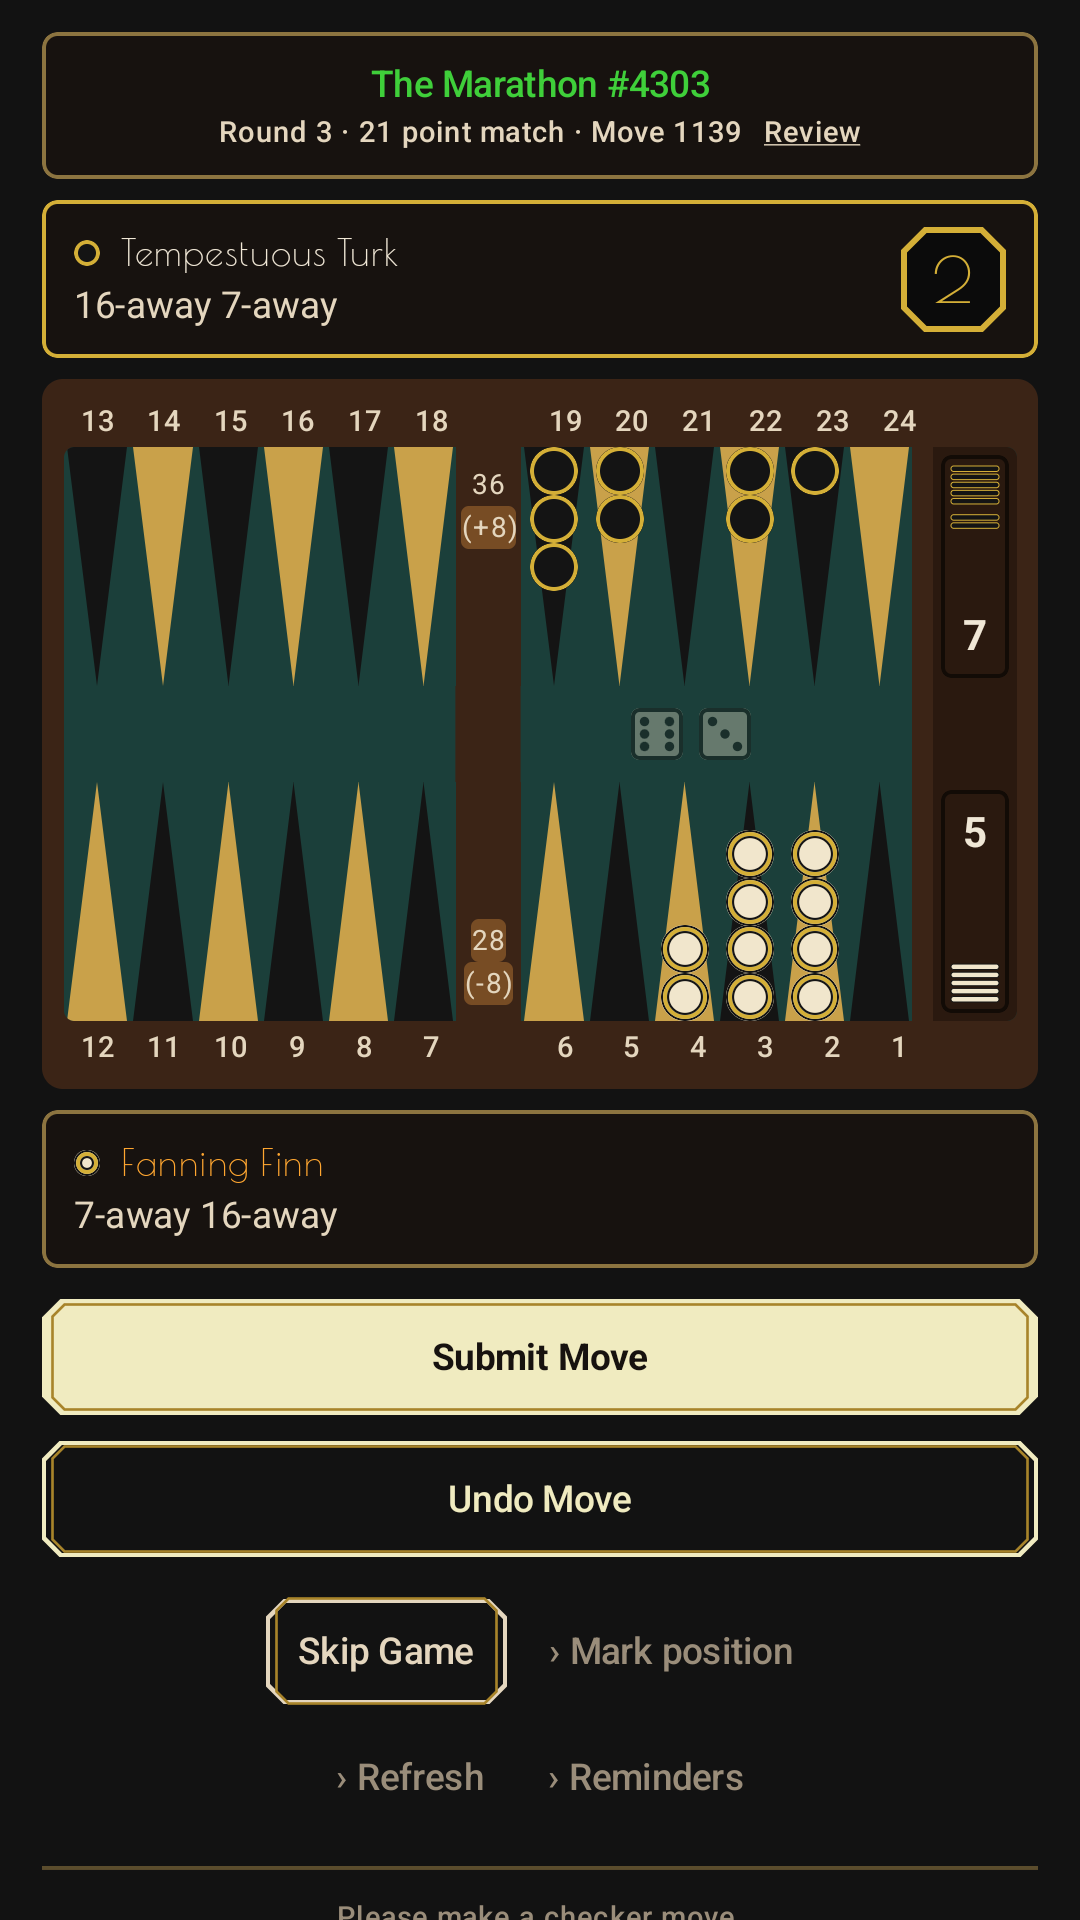 The Marathon #4303
Round 3 · 21 point match · Move 1139 Review
Tempestuous Turk
16-away 7-away
2
13 14 15 16 17 18 19 20 21 22 23 24
36
(+8)
7
5
28
(-8)
12 11 10 9 8 7 6 5 4 3 2 1
Fanning Finn
7-away 16-away
Submit Move
Undo Move
Skip Game
› Mark position
› Refresh
› Reminders
Please make a checker move